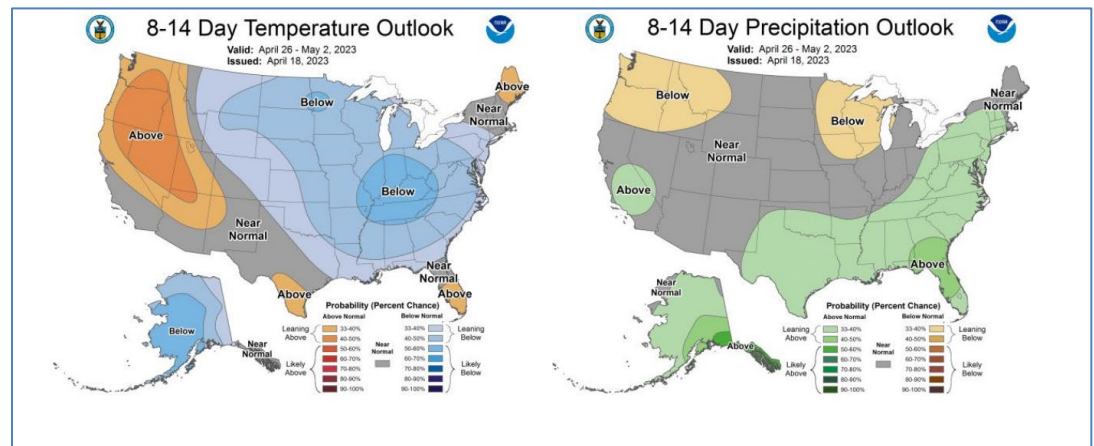 8-14 Day Temperature Outlook
Valid: April 26 - May 2, 2023
Issued: April 18, 2023
Above
Near
Normal
Below
Above
Below
Near
Normal
Near
Normal
Above
Above
Below
Near
Normal
Probability (Percent Chance)
Above Normal
Below Normal
Leaning
Above
33-40%
40-50%
Near
Normal
33-40%
40-50%
Leaning
Below
Likely
Above
50-60%
60-70%
70-80%
80-90%
90-100%
50-60%
60-70%
70-80%
80-90%
90-100%
Likely
Below
8-14 Day Precipitation Outlook
Valid: April 26 - May 2, 2023
Issued: April 18, 2023
Near
Normal
Below
Below
Near
Normal
Above
Above
Near
Normal
Above
Probability (Percent Chance)
Above Normal
Below Normal
Leaning
Above
33-40%
40-50%
Near
Normal
33-40%
40-50%
Leaning
Below
Likely
Above
50-60%
60-70%
70-80%
80-90%
90-100%
50-60%
60-70%
70-80%
80-90%
90-100%
Likely
Below